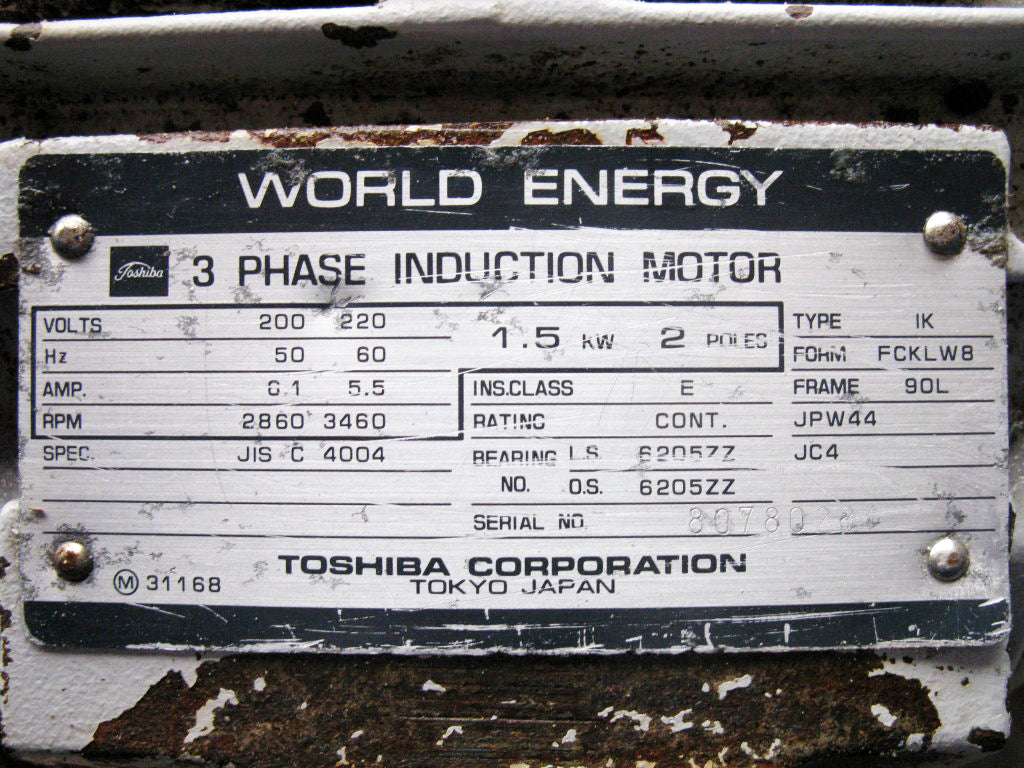 WORLD ENERGY
Toshiba 3 PHASE INDUCTION MOTOR
VOLTS 200 220
Hz 50 60
AMP. 6.1 5.5
RPM 2860 3460
SPEC. JIS C 4004
1.5 kW 2 POLES
INS.CLASS E
RATING CONT.
BEARING L.S. 6205ZZ
NO. O.S. 6205ZZ
SERIAL NO.
TYPE IK
FORM FCKLW8
FRAME 90L
JPW44
JC4
TOSHIBA CORPORATION
TOKYO JAPAN
Ⓜ 31168